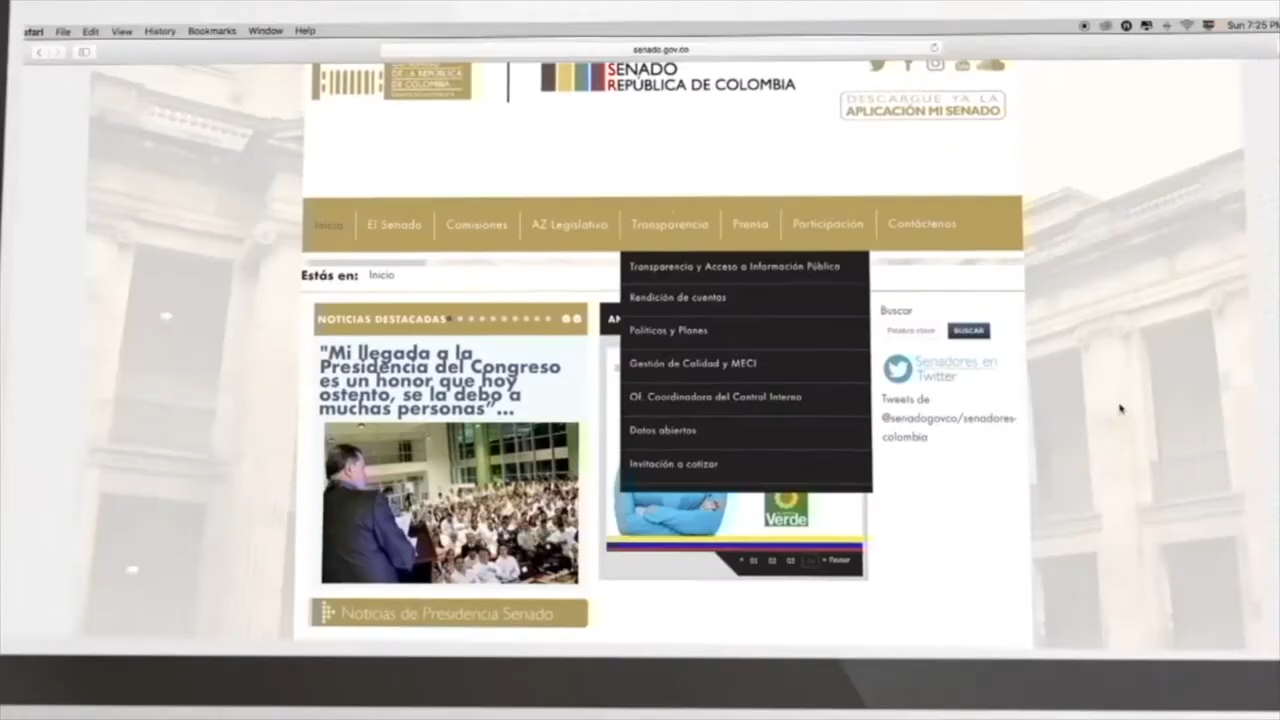 Safari File Edit View History Bookmarks Window Help
Sun 7:25 PM
senado.gov.co
DE LA REPÚBLICA
DE COLOMBIA
SENADO
REPÚBLICA DE COLOMBIA
DESCARGUE YA LA
APLICACIÓN MI SENADO
Inicio El Senado Comisiones AZ Legislativo Transparencia Prensa Participación Contáctenos
Estás en: Inicio
Transparencia y Acceso a Información Pública
Rendición de cuentas
Políticas y Planes
Gestión de Calidad y MECI
Of. Coordinadora del Control Interno
Datos abiertos
Invitación a cotizar
NOTICIAS DESTACADAS
AN
"Mi llegada a la
Presidencia del Congreso
es un honor que hoy
ostento, se la debo a
muchas personas”...
Verde
01 02 03 Pausar
Noticias de Presidencia Senado
Buscar
Palabra clave BUSCAR
Senadores en
Twitter
Tweets de
@senadogovco/senadores-
colombia